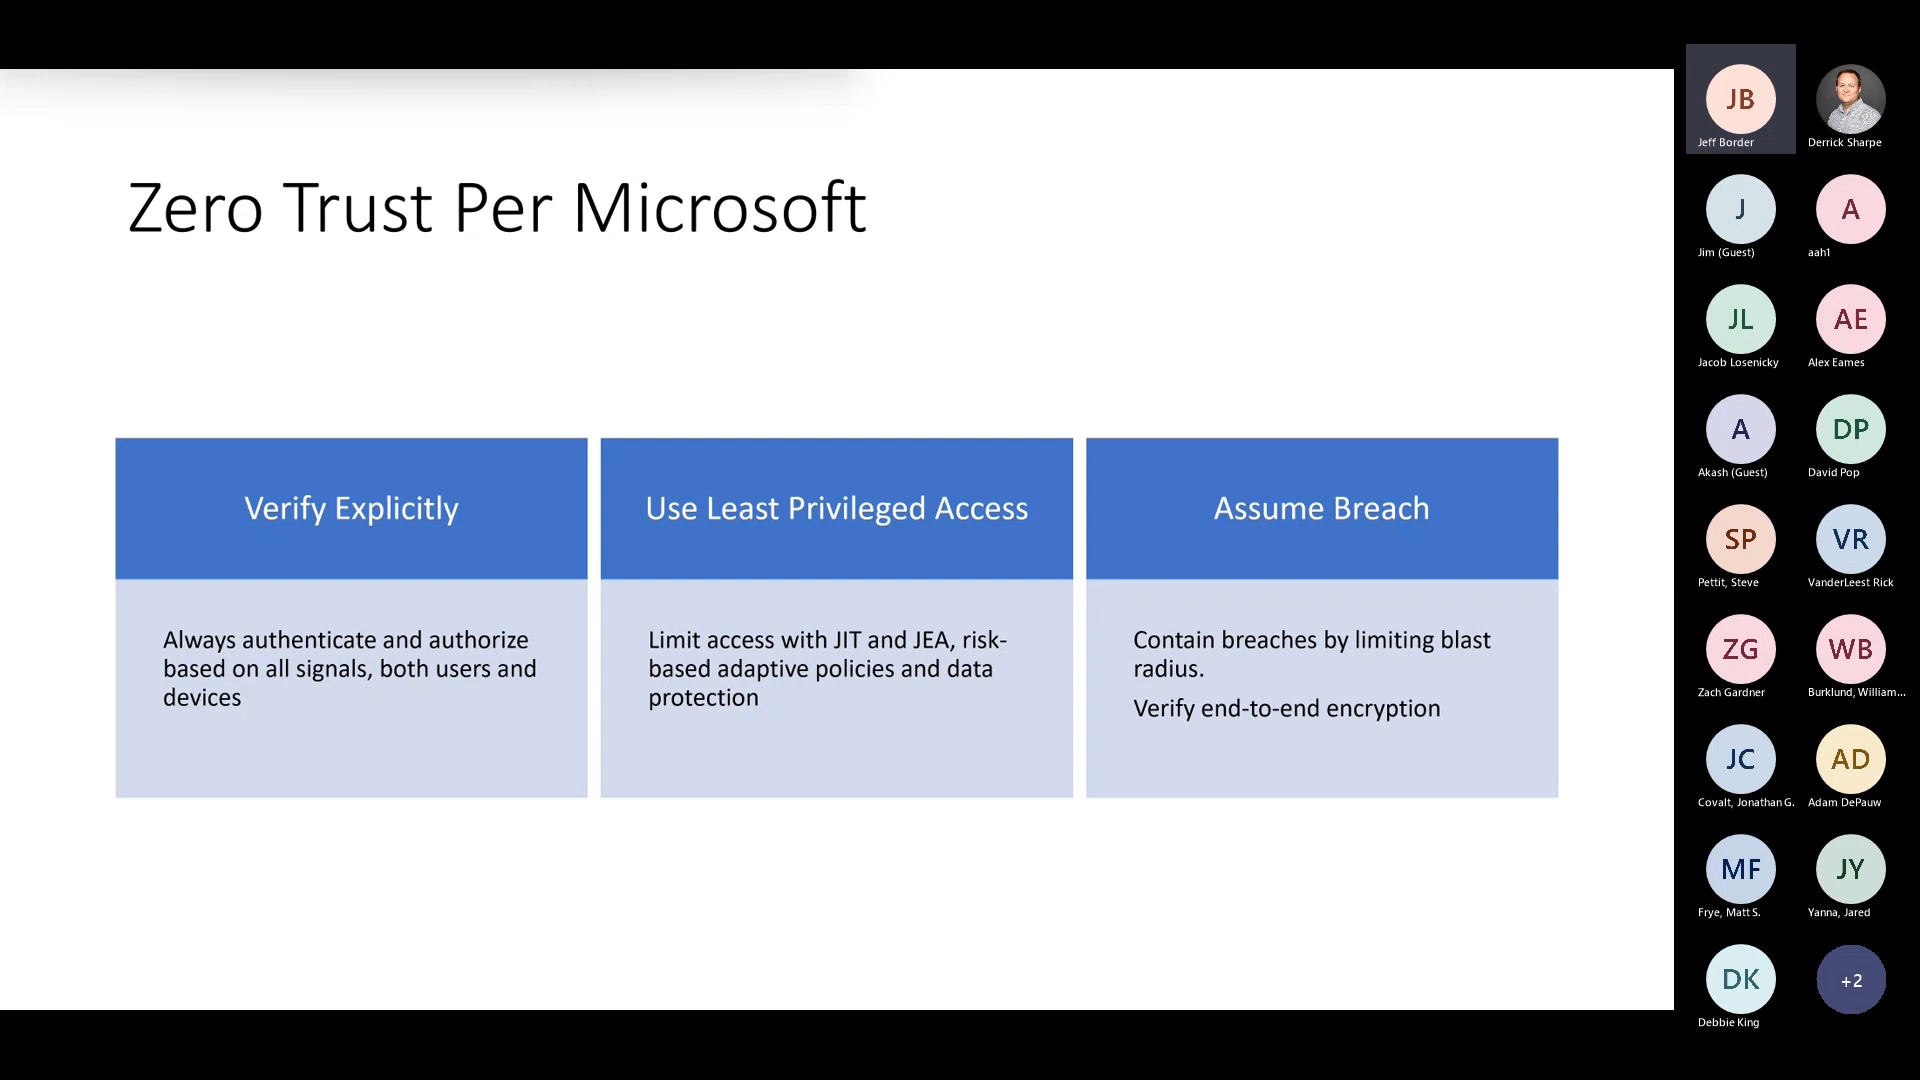 Zero Trust Per Microsoft
Verify Explicitly
Always authenticate and authorize
based on all signals, both users and
devices
Use Least Privileged Access
Limit access with JIT and JEA, risk-
based adaptive policies and data
protection
Assume Breach
Contain breaches by limiting blast
radius.
Verify end-to-end encryption
JB
Jeff Border
Derrick Sharpe
J
Jim (Guest)
A
aah1
JL
Jacob Losenicky
AE
Alex Eames
A
Akash (Guest)
DP
David Pop
SP
Pettit, Steve
VR
VanderLeest Rick
ZG
Zach Gardner
WB
Burklund, William...
JC
Covalt, Jonathan G.
AD
Adam DePauw
MF
Frye, Matt S.
JY
Yanna, Jared
DK
Debbie King
+2